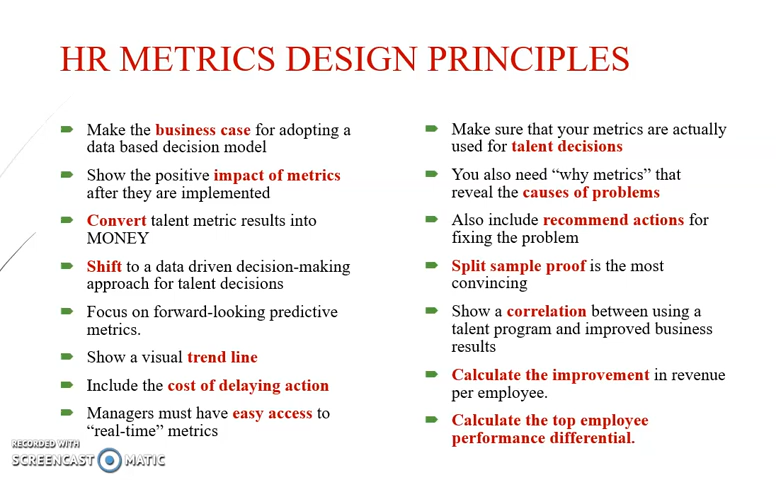 HR METRICS DESIGN PRINCIPLES
Make the business case for adopting a
data based decision model
Show the positive impact of metrics
after they are implemented
Convert talent metric results into
MONEY
Shift to a data driven decision-making
approach for talent decisions
Focus on forward-looking predictive
metrics.
Show a visual trend line
Include the cost of delaying action
Managers must have easy access to
“real-time” metrics
Make sure that your metrics are actually
used for talent decisions
You also need “why metrics” that
reveal the causes of problems
Also include recommend actions for
fixing the problem
Split sample proof is the most
convincing
Show a correlation between using a
talent program and improved business
results
Calculate the improvement in revenue
per employee.
Calculate the top employee
performance differential.
RECORDED WITH
SCREENCAST MATIC